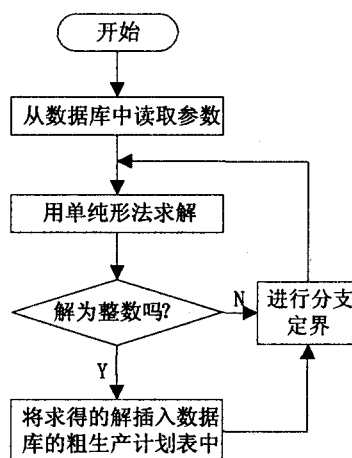 开始
从数据库中读取参数
用单纯形法求解
解为整数吗?
N
进行分支
定界
Y
将求得的解插入数据
库的粗生产计划表中